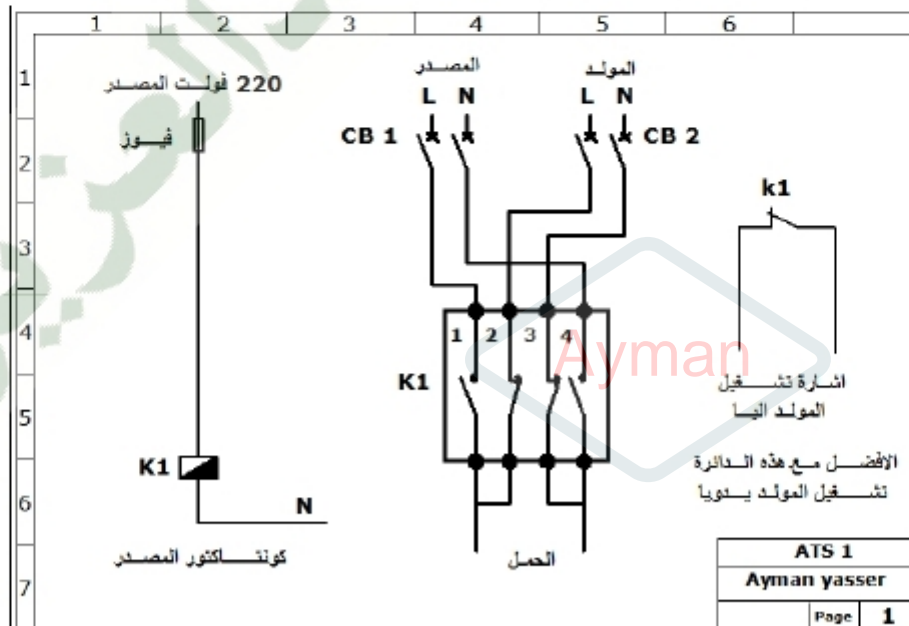 1 2 3 4 5 6
1
2
3
4
5
6
7
220 فولت المصدر
فيوز
K1
N
كونتاكتور المصدر
المصدر
L N
CB 1
المولد
L N
CB 2
1 2 3 4
K1
الحمل
k1
اشارة تشغيل
المولد اليا
الافضل مع هذه الدائرة
تشغيل المولد يدويا
Ayman
ATS 1
Ayman yasser
Page 1